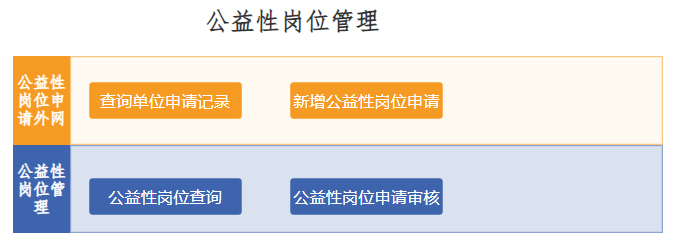 公益性岗位管理
公益性
岗位申
请外网
查询单位申请记录
新增公益性岗位申请
公益性
岗位管
理
公益性岗位查询
公益性岗位申请审核